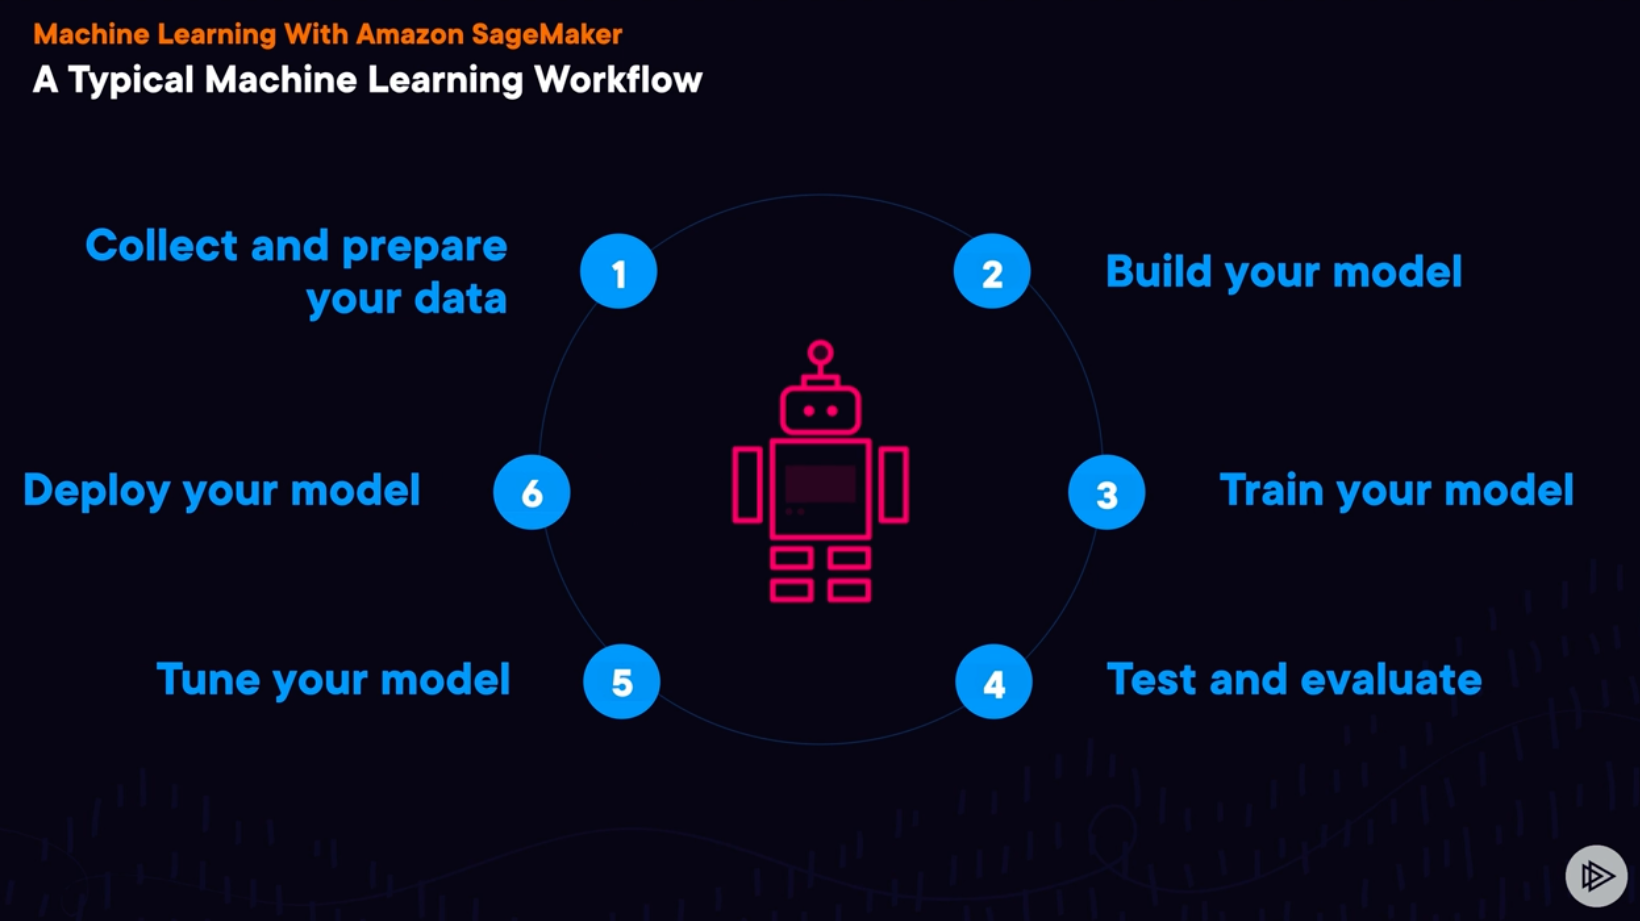 Machine Learning With Amazon SageMaker
A Typical Machine Learning Workflow
1
Collect and prepare
your data
2
Build your model
3
Train your model
4
Test and evaluate
5
Tune your model
6
Deploy your model